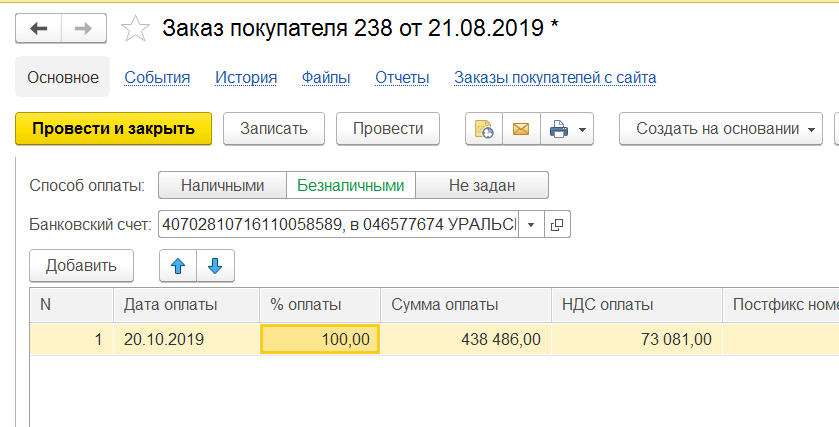 Заказ покупателя 238 от 21.08.2019 *
Основное События История Файлы Отчеты Заказы покупателей с сайта
Провести и закрыть Записать Провести Создать на основании
Способ оплаты: Наличными Безналичными Не задан
Банковский счет: 40702810716110058589, в 046577674 УРАЛЬСІ
Добавить
N Дата оплаты % оплаты Сумма оплаты НДС оплаты Постфикс номе
1 20.10.2019 100,00 438 486,00 73 081,00